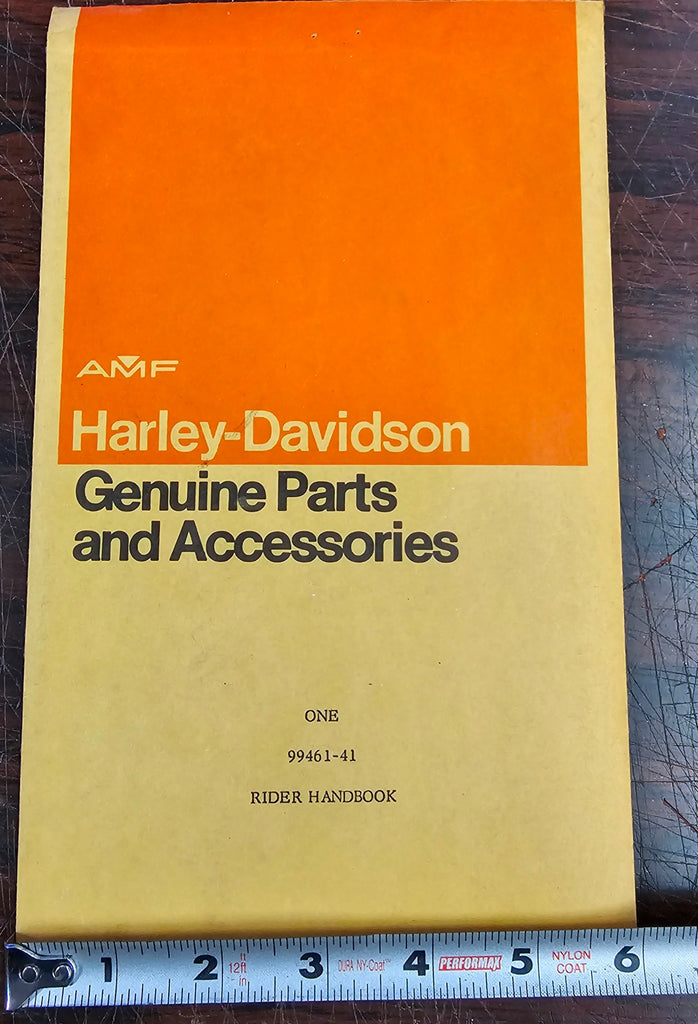 AMF
Harley-Davidson
Genuine Parts
and Accessories
ONE
99461-41
RIDER HANDBOOK
1 2 12ft in 3 DURA NY-Coat™ 4 PERFORMAX 5 NYLON COAT 6